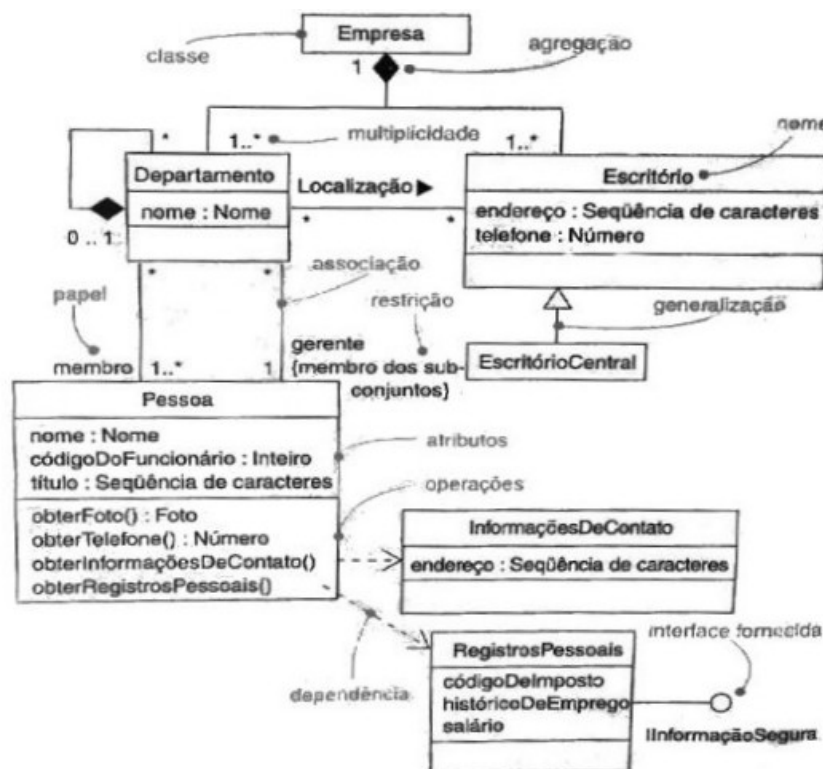 Empresa
classe
1
agregação
*
1..*
multiplicidade
1..*
nome
Departamento
nome : Nome
Localização ▶
*
*
Escritório
endereço : Seqüência de caracteres
telefone : Número
0 .. 1
*
*
associação
papel
restrição
generalização
membro
1..*
1
gerente
{membro dos sub-
conjuntos}
EscritórioCentral
Pessoa
nome : Nome
códigoDoFuncionário : Inteiro
título : Seqüência de caracteres
atributos
operações
obterFoto() : Foto
obterTelefone() : Número
obterInformaçõesDeContato()
obterRegistrosPessoais()
InformaçõesDeContato
endereço : Seqüência de caracteres
interface fornecida
RegistrosPessoais
códigoDeImposto
históricoDeEmprego
salário
dependência
IInformaçãoSegura